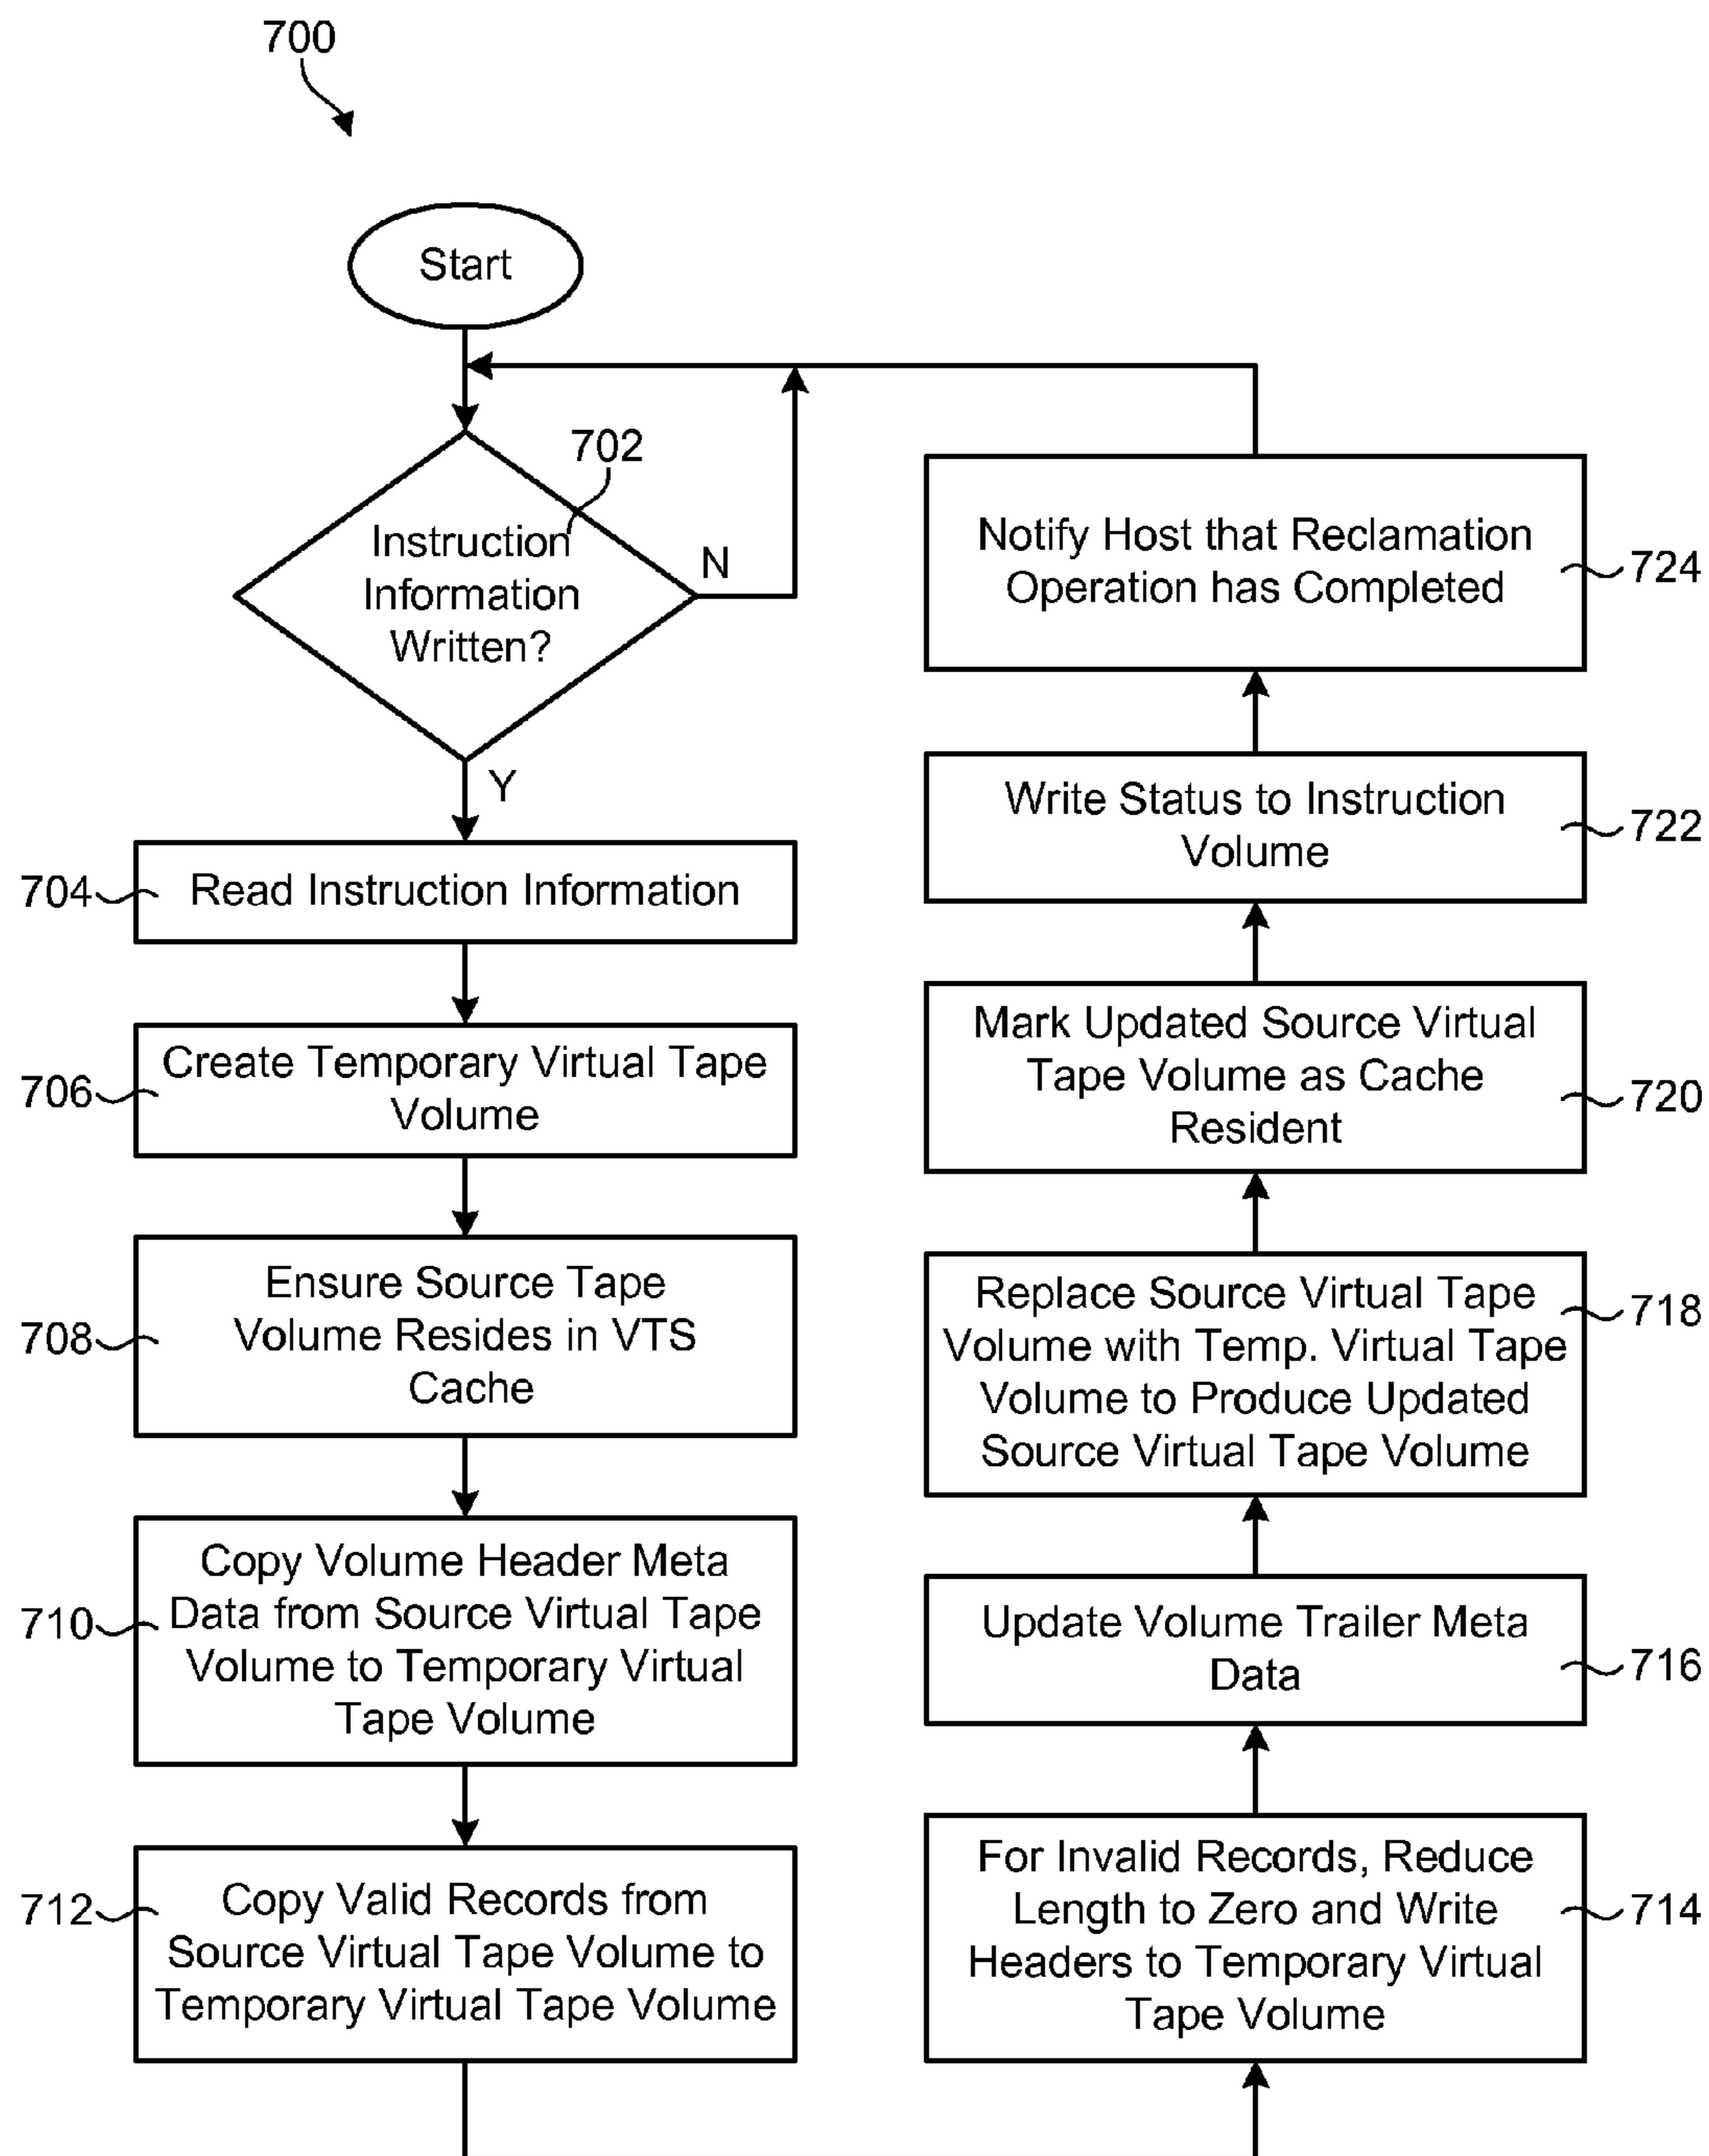 700
Start
702
Instruction
Information
Written?
N
Y
704
Read Instruction Information
706
Create Temporary Virtual Tape
Volume
708
Ensure Source Tape
Volume Resides in VTS
Cache
710
Copy Volume Header Meta
Data from Source Virtual Tape
Volume to Temporary Virtual
Tape Volume
712
Copy Valid Records from
Source Virtual Tape Volume to
Temporary Virtual Tape Volume
Notify Host that Reclamation
Operation has Completed
724
Write Status to Instruction
Volume
722
Mark Updated Source Virtual
Tape Volume as Cache
Resident
720
Replace Source Virtual Tape
Volume with Temp. Virtual Tape
Volume to Produce Updated
Source Virtual Tape Volume
718
Update Volume Trailer Meta
Data
716
For Invalid Records, Reduce
Length to Zero and Write
Headers to Temporary Virtual
Tape Volume
714